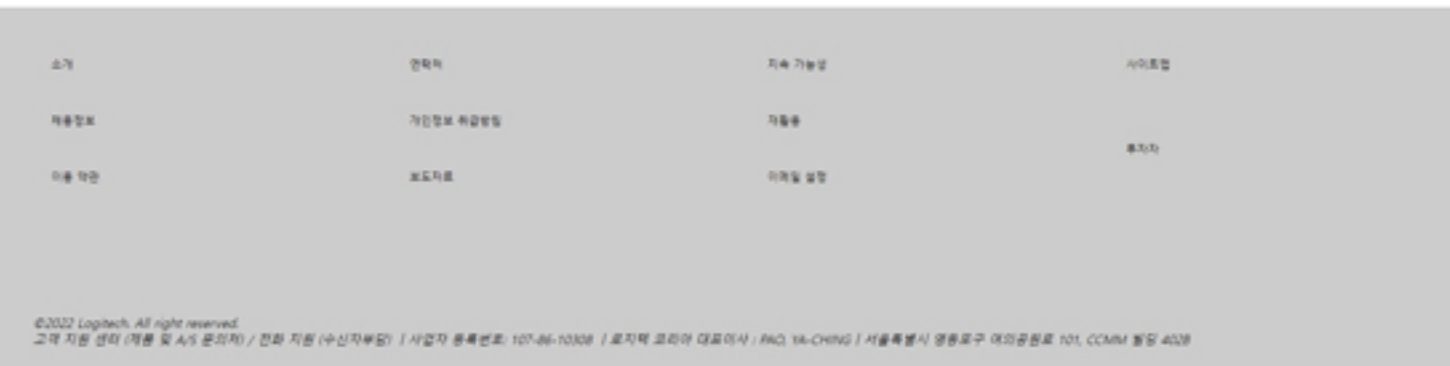 소개
채용정보
이용 약관
연락처
개인정보 취급방침
보도자료
지속 가능성
재활용
이메일 설정
사이트맵
투자자
©2022 Logitech. All right reserved.
고객 지원 센터 (제품 및 A/S 문의처) / 전화 지원 (수신자부담) | 사업자 등록번호: 107-86-10308 | 로지텍 코리아 대표이사 : PAO, YA-CHING | 서울특별시 영등포구 여의공원로 101, CCMM 빌딩 402B